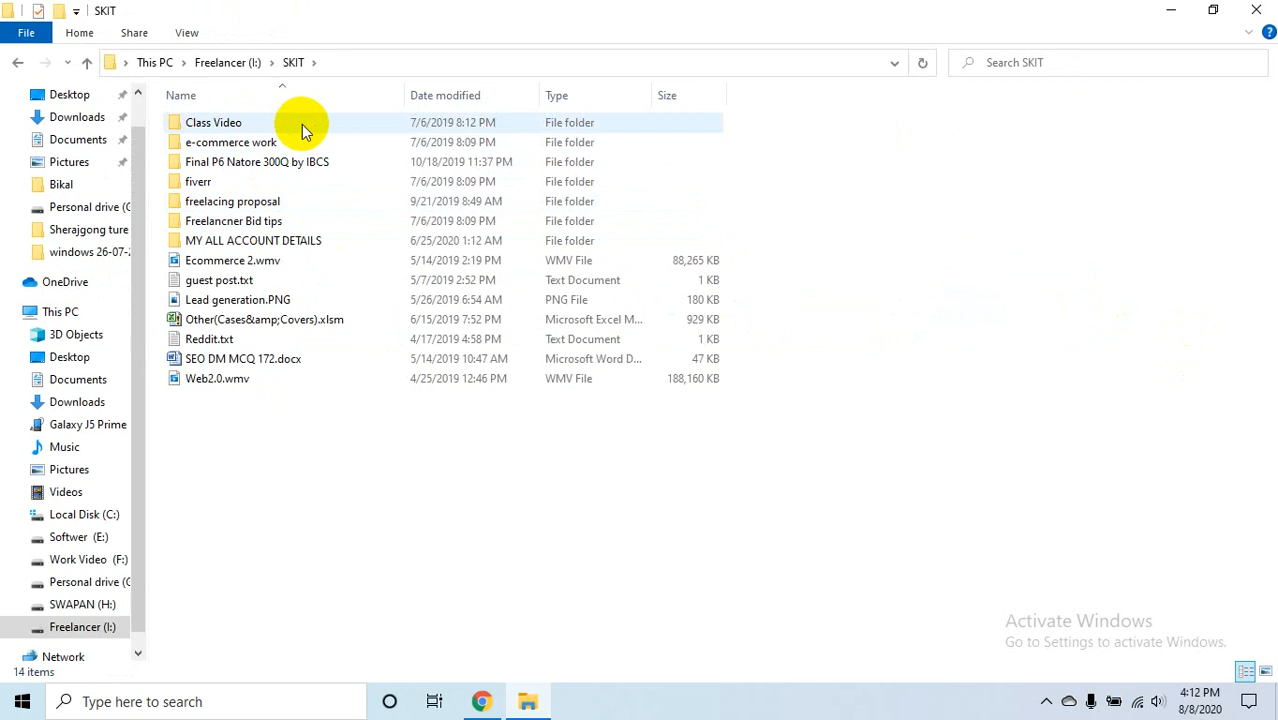 SKIT
File Home Share View
This PC Freelancer (I:) SKIT Search SKIT
Name Date modified Type Size
Desktop
Downloads
Documents
Pictures
Bikal
Personal drive (G
Sherajgong ture
windows 26-07-2
OneDrive
This PC
3D Objects
Desktop
Documents
Downloads
Galaxy J5 Prime
Music
Pictures
Videos
Local Disk (C:)
Softwer (E:)
Work Video (F:)
Personal drive (G
SWAPAN (H:)
Freelancer (I:)
Network
Class Video 7/6/2019 8:12 PM File folder
e-commerce work 7/6/2019 8:09 PM File folder
Final P6 Natore 300Q by IBCS 10/18/2019 11:37 PM File folder
fiverr 7/6/2019 8:09 PM File folder
freelacing proposal 9/21/2019 8:49 AM File folder
Freelancner Bid tips 7/6/2019 8:09 PM File folder
MY ALL ACCOUNT DETAILS 6/25/2020 1:12 AM File folder
Ecommerce 2.wmv 5/14/2019 2:19 PM WMV File 88,265 KB
guest post.txt 5/7/2019 2:52 PM Text Document 1 KB
Lead generation.PNG 5/26/2019 6:54 AM PNG File 180 KB
Other(Cases&amp;Covers).xlsm 6/15/2019 7:52 PM Microsoft Excel M... 929 KB
Reddit.txt 4/17/2019 4:58 PM Text Document 1 KB
SEO DM MCQ 172.docx 5/14/2019 10:47 AM Microsoft Word D... 47 KB
Web2.0.wmv 4/25/2019 12:46 PM WMV File 188,160 KB
Activate Windows
Go to Settings to activate Windows.
14 items
Type here to search
4:12 PM
8/8/2020